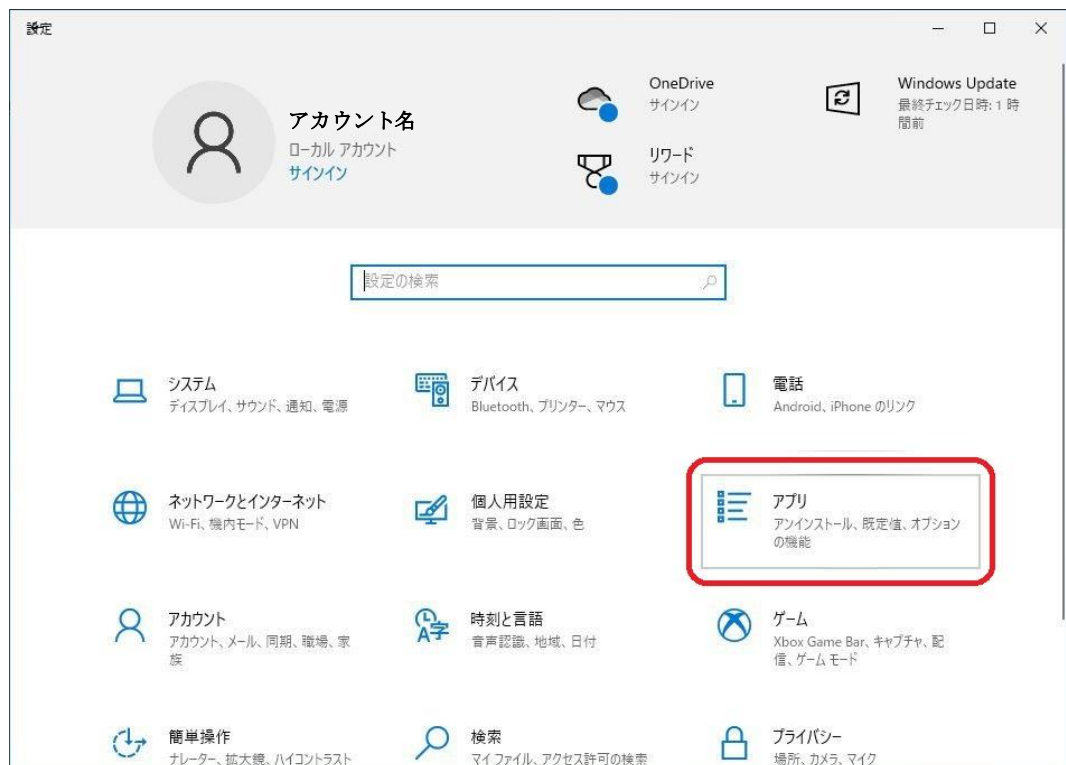 設定
アカウント名
ローカル アカウント
サインイン
OneDrive
サインイン
リワード
サインイン
Windows Update
最終チェック日時: 1 時
間前
設定の検索
システム
ディスプレイ、サウンド、通知、電源
デバイス
Bluetooth、プリンター、マウス
電話
Android、iPhone のリンク
ネットワークとインターネット
Wi-Fi、機内モード、VPN
個人用設定
背景、ロック画面、色
アプリ
アンインストール、既定値、オプション
の機能
アカウント
アカウント、メール、同期、職場、家
族
時刻と言語
音声認識、地域、日付
ゲーム
Xbox Game Bar、キャプチャ、配
信、ゲーム モード
簡単操作
ナレーター、拡大鏡、ハイコントラスト
検索
マイ ファイル、アクセス許可の検索
プライバシー
場所、カメラ、マイク